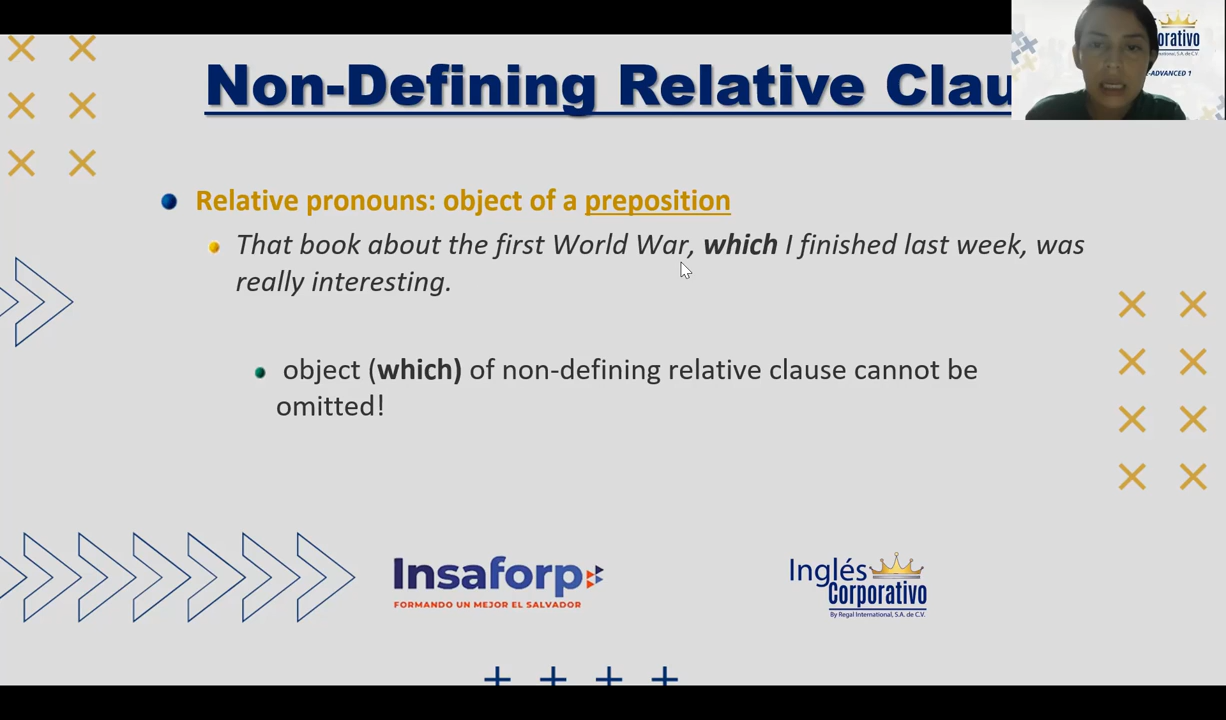 Non-Defining Relative Clau
orativo
-ADVANCED 1
Relative pronouns: object of a preposition
That book about the first World War, which I finished last week, was
really interesting.
object (which) of non-defining relative clause cannot be
omitted!
Insaforp
FORMANDO UN MEJOR EL SALVADOR
Inglés
Corporativo
By Regal International, S.A. de C.V.